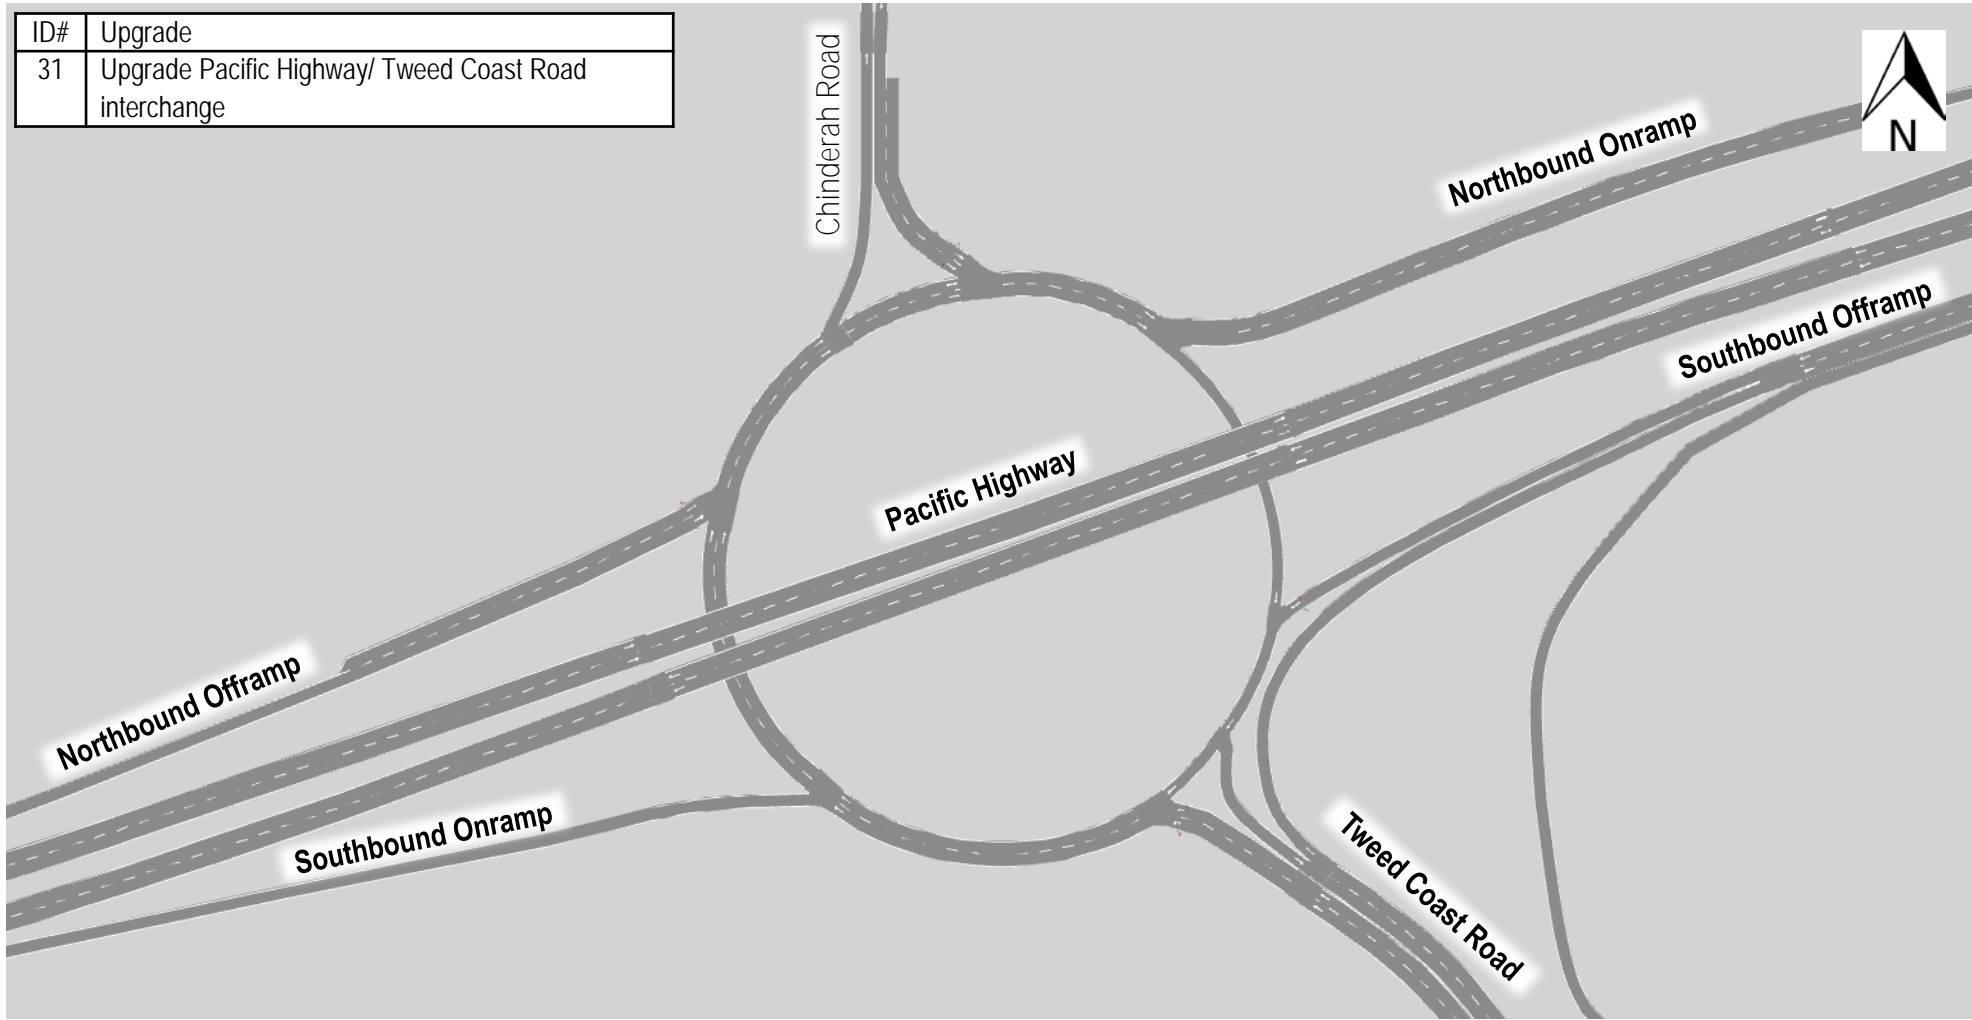 ID# Upgrade
31 Upgrade Pacific Highway/ Tweed Coast Road
interchange
Chinderah Road
N
Northbound Onramp
Southbound Offramp
Pacific Highway
Northbound Offramp
Southbound Onramp
Tweed Coast Road